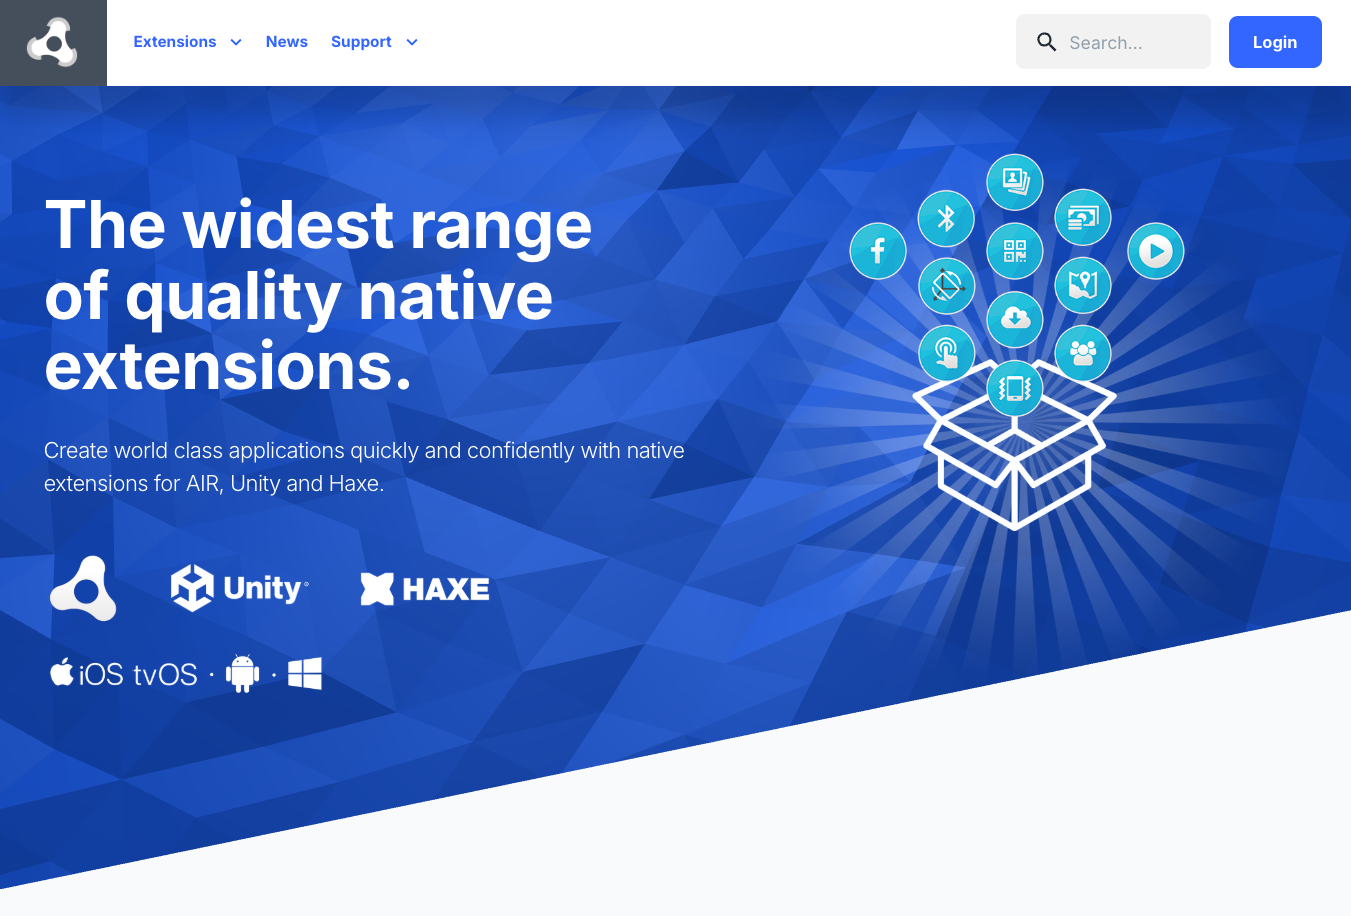 Extensions News Support Search... Login
The widest range
of quality native
extensions.
Create world class applications quickly and confidently with native
extensions for AIR, Unity and Haxe.
Unity HAXE
iOS tvOS · ·